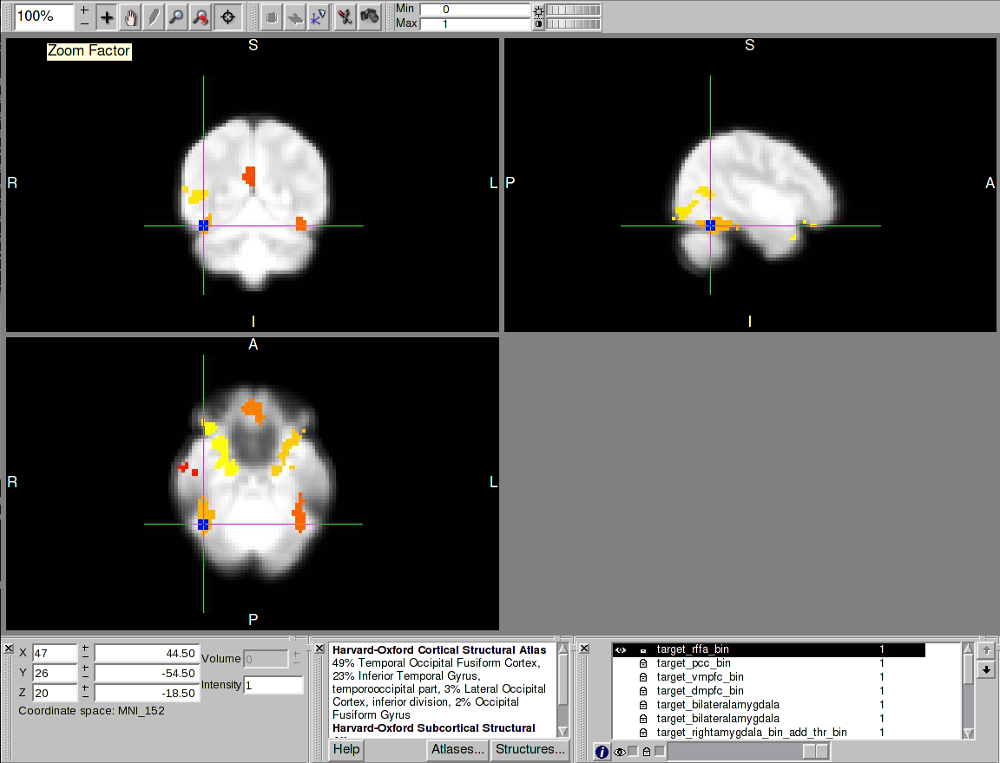 100%
Min 0
Max 1
Zoom Factor
S
S
R
L
P
A
I
I
A
R
L
P
X 47 44.50
Y 26 -54.50
Z 20 -18.50
Coordinate space: MNI_152
Volume 0
Intensity 1
Harvard-Oxford Cortical Structural Atlas
49% Temporal Occipital Fusiform Cortex,
23% Inferior Temporal Gyrus,
temporooccipital part, 3% Lateral Occipital
Cortex, inferior division, 2% Occipital
Fusiform Gyrus
Harvard-Oxford Subcortical Structural
Help
Atlases...
Structures...
target_rffa_bin 1
target_pcc_bin 1
target_vmpfc_bin 1
target_dmpfc_bin 1
target_bilateralamygdala 1
target_bilateralamygdala 1
target_rightamygdala_bin_add_thr_bin 1